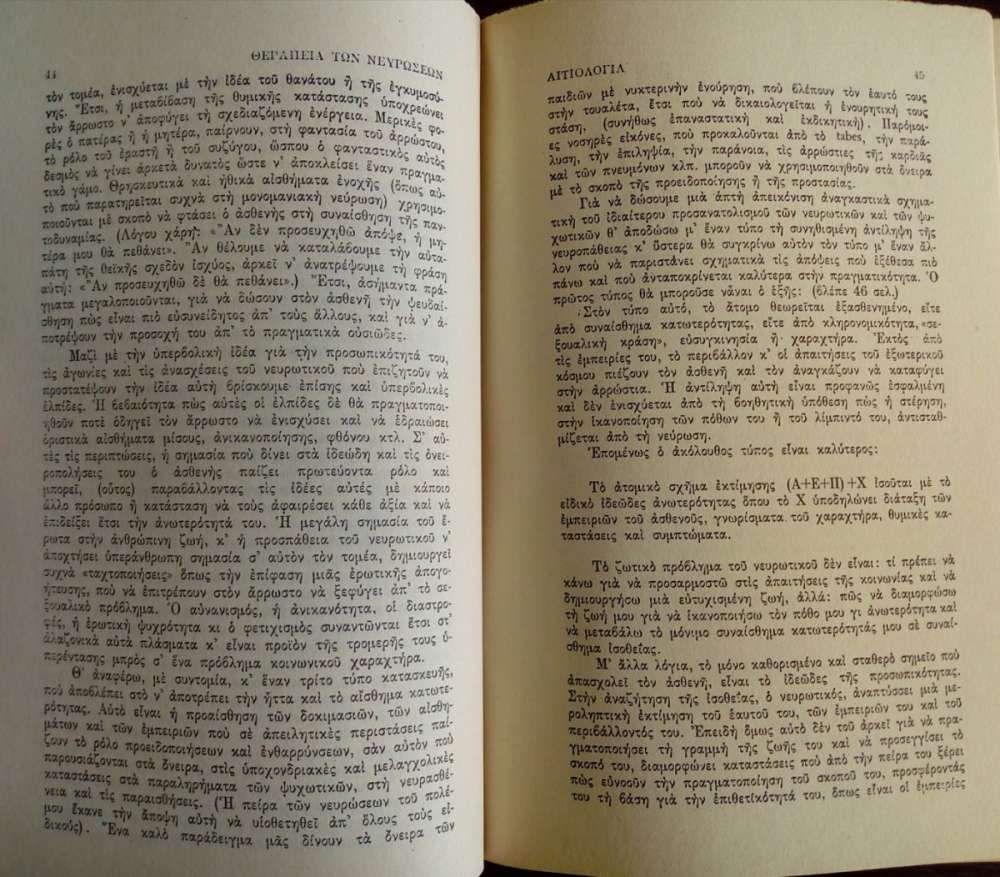 44
ΘΕΡΑΠΕΙΑ ΤΩΝ ΝΕΥΡΩΣΕΩΝ
τὸν τομέα, ἐνισχύεται μὲ τὴν ἰδέα τοῦ θανάτου ἢ τῆς ἐγκυμοσύ-
νης. Ἔτσι, ἡ μεταβίβαση τῆς θυμικῆς κατάστασης ὑποχρεώνει
τὸν ἄρρωστο ν' ἀποφύγει τὴ σχεδιαζόμενη ἐνέργεια. Μερικὲς φο-
ρὲς ὁ πατέρας ἢ ἡ μητέρα, παίρνουν, στὴ φαντασία τοῦ ἀρρώστου,
τὸ ρόλο τοῦ ἐραστῆ ἢ τοῦ συζύγου, ὥσπου ὁ φανταστικὸς αὐτὸς
δεσμὸς νὰ γίνει ἀρκετὰ δυνατὸς ὥστε ν' ἀποκλείσει ἕναν πραγμα-
τικὸ γάμο. Θρησκευτικὰ καὶ ἠθικὰ αἰσθήματα ἐνοχῆς (ὅπως αὐ-
τὸ ποὺ παρατηρεῖται συχνὰ στὴ μονομανιακὴ νεύρωση) χρησιμο-
ποιοῦνται μὲ σκοπὸ νὰ φτάσει ὁ ἀσθενὴς στὴ συναίσθηση τῆς παν-
τοδυναμίας. (Λόγου χάρη: «Ἂν δὲν προσευχηθῶ ἀπόψε, ἡ μη-
τέρα μου θὰ πεθάνει». Ἂν θέλουμε νὰ καταλάβουμε τὴν αὐτα-
πάτη τῆς θεϊκῆς σχεδὸν ἰσχύος, ἀρκεῖ ν' ἀνατρέψουμε τὴ φράση
αὐτή: «Ἂν προσευχηθῶ δὲ θὰ πεθάνει».) Ἔτσι, ἀσήμαντα πρά-
γματα μεγαλοποιοῦνται, γιὰ νὰ δώσουν στὸν ἀσθενῆ τὴν ψευδαί-
σθηση πὼς εἶναι πιὸ εὐσυνείδητος ἀπ' τοὺς ἄλλους, καὶ γιὰ ν' ἀ-
ποτρέψουν τὴν προσοχή του ἀπ' τὸ πραγματικὰ οὐσιῶδες.
Μαζὶ μὲ τὴν ὑπερβολικὴ ἰδέα γιὰ τὴν προσωπικότητά του,
τὶς ἀγωνίες καὶ τὶς ἀνασχέσεις τοῦ νευρωτικοῦ ποὺ ἐπιζητοῦν νὰ
προστατέψουν τὴν ἰδέα αὐτὴ βρίσκουμε ἐπίσης καὶ ὑπερβολικὲς
ἐλπίδες. Ἡ βεβαιότητα πὼς αὐτὲς οἱ ἐλπίδες δὲ θὰ πραγματοποι-
ηθοῦν ποτὲ ὁδηγεῖ τὸν ἄρρωστο νὰ ἐνισχύσει καὶ νὰ ἑδραιώσει
ὁριστικὰ αἰσθήματα μίσους, ἀνικανοποίησης, φθόνου κτλ. Σ' αὐ-
τὲς τὶς περιπτώσεις, ἡ σημασία ποὺ δίνει στὰ ἰδεώδη καὶ τὶς ὀνει-
ροπολήσεις του ὁ ἀσθενὴς παίζει πρωτεύοντα ρόλο καὶ
μπορεῖ, (οὗτος) παραβάλλοντας τὶς ἰδέες αὐτὲς μὲ κάποιο
ἄλλο πρόσωπο ἢ κατάσταση νὰ τοὺς ἀφαιρέσει κάθε ἀξία καὶ νὰ
ἐπιδείξει ἔτσι τὴν ἀνωτερότητά του. Ἡ μεγάλη σημασία τοῦ ἔ-
ρωτα στὴν ἀνθρώπινη ζωή, κ' ἡ προσπάθεια τοῦ νευρωτικοῦ ν'
ἀποχτήσει ὑπεράνθρωπη σημασία σ' αὐτὸν τὸν τομέα, δημιουργεῖ
συχνὰ «ταχτοποιήσεις» ὅπως τὴν ἐπίφαση μιᾶς ἐρωτικῆς ἀπογο-
ήτευσης, ποὺ νὰ ἐπιτρέπουν στὸν ἄρρωστο νὰ ξεφύγει ἀπ' τὸ σε-
ξουαλικὸ πρόβλημα. Ὁ αὐνανισμός, ἡ ἀνικανότητα, οἱ διαστρο-
φές, ἡ ἐρωτικὴ ψυχρότητα κι ὁ φετιχισμὸς συναντῶνται ἔτσι στ'
ἀλαζονικὰ αὐτὰ πλάσματα κ' εἶναι προϊὸν τῆς τρομερῆς τους ὑ-
περέντασης μπρὸς σ' ἕνα πρόβλημα κοινωνικοῦ χαραχτήρα.
Θ' ἀναφέρω, μὲ συντομία, κ' ἕναν τρίτο τύπο κατασκευῆς,
ποὺ ἀποβλέπει στὸ ν' ἀποτρέπει τὴν ἥττα καὶ τὸ αἴσθημα κατωτε-
ρότητας. Αὐτὸ εἶναι ἡ προαίσθηση τῶν δοκιμασιῶν, τῶν αἰσθη-
μάτων καὶ τῶν ἐμπειριῶν ποὺ σὲ ἀπειλητικὲς περιστάσεις παί-
ζουν τὸ ρόλο προειδοποιήσεων καὶ ἐνθαρρύνσεων, σὰν αὐτὸν ποὺ
παρουσιάζονται στὰ ὄνειρα, στὶς ὑποχονδριακὲς καὶ μελαγχολικὲς
καταστάσεις στὰ παραληρήματα τῶν ψυχωτικῶν, στὴ νευρασθέ-
νεια καὶ τὶς παραισθήσεις. (Ἡ πείρα τῶν νευρώσεων τοῦ πολέ-
μου ἔκανε τὴν ἄποψη αὐτὴ νὰ υἱοθετηθεῖ ἀπ' ὅλους τοὺς εἰ-
δικούς). Ἕνα καλὸ παράδειγμα μᾶς δίνουν τὰ ὄνειρα τῶν
ΑΙΤΙΟΛΟΓΙΑ
45
παιδιῶν μὲ νυκτερινὴν ἐνούρηση, ποὺ βλέπουν τὸν ἑαυτό τους
στὴν τουαλέτα, ἔτσι ποὺ νὰ δικαιολογεῖται ἡ ἐνουρητική τους
στάση, (συνήθως ἐπαναστατικὴ καὶ ἐκδικητική). Παρόμοι-
ες νοσηρὲς εἰκόνες, ποὺ προκαλοῦνται ἀπὸ τὸ tabes, τὴν παρά-
λυση, τὴν ἐπιληψία, τὴν παράνοια, τὶς ἀρρώστιες τῆς καρδιᾶς
καὶ τῶν πνευμόνων κλπ. μποροῦν νὰ χρησιμοποιηθοῦν στὰ ὄνειρα
μὲ τὸ σκοπὸ τῆς προειδοποίησης ἢ τῆς προστασίας.
Γιὰ νὰ δώσουμε μιὰ ἁπτὴ ἀπεικόνιση ἀναγκαστικὰ σχημα-
τικὴ τοῦ ἰδιαίτερου προσανατολισμοῦ τῶν νευρωτικῶν καὶ τῶν ψυ-
χωτικῶν θ' ἀποδώσω μ' ἕναν τύπο τὴ συνηθισμένη ἀντίληψη τῆς
νευροπάθειας κ' ὕστερα θὰ συγκρίνω αὐτὸν τὸν τύπο μ' ἕναν ἄλ-
λον ποὺ νὰ παριστάνει σχηματικὰ τὶς ἀπόψεις ποὺ ἐξέθεσα πιὸ
πάνω καὶ ποὺ ἀνταποκρίνεται καλύτερα στὴν πραγματικότητα. Ὁ
πρῶτος τύπος θὰ μποροῦσε νἆναι ὁ ἑξῆς: (βλέπε 46 σελ.)
Στὸν τύπο αὐτό, τὸ ἄτομο θεωρεῖται ἐξασθενημένο, εἴτε
ἀπὸ συναίσθημα κατωτερότητας, εἴτε ἀπὸ κληρονομικότητα, «σε-
ξουαλικὴ κράση», εὐσυγκινησία ἢ χαραχτήρα. Ἐκτὸς ἀπὸ
τὶς ἐμπειρίες του, τὸ περιβάλλον κ' οἱ ἀπαιτήσεις τοῦ ἐξωτερικοῦ
κόσμου πιέζουν τὸν ἀσθενῆ καὶ τὸν ἀναγκάζουν νὰ καταφύγει
στὴν ἀρρώστια. Ἡ ἀντίληψη αὐτὴ εἶναι προφανῶς ἐσφαλμένη
καὶ δὲν ἐνισχύεται ἀπὸ τὴ βοηθητικὴ ὑπόθεση πὼς ἡ στέρηση,
στὴν ἱκανοποίηση τῶν πόθων του ἢ τοῦ λίμπιντό του, ἀντισταθ-
μίζεται ἀπὸ τὴ νεύρωση.
Ἑπομένως ὁ ἀκόλουθος τύπος εἶναι καλύτερος:
Τὸ ἀτομικὸ σχῆμα ἐκτίμησης (Α+Ε+Π)+Χ ἰσοῦται μὲ τὸ
εἰδικὸ ἰδεῶδες ἀνωτερότητας ὅπου τὸ Χ ὑποδηλώνει διάταξη τῶν
ἐμπειριῶν τοῦ ἀσθενοῦς, γνωρίσματα τοῦ χαραχτήρα, θυμικὲς κα-
ταστάσεις καὶ συμπτώματα.
Τὸ ζωτικὸ πρόβλημα τοῦ νευρωτικοῦ δὲν εἶναι: τί πρέπει νὰ
κάνω γιὰ νὰ προσαρμοστῶ στὶς ἀπαιτήσεις τῆς κοινωνίας καὶ νὰ
δημιουργήσω μιὰ εὐτυχισμένη ζωή, ἀλλά: πῶς νὰ διαμορφώσω
τὴ ζωή μου γιὰ νὰ ἱκανοποιήσω τὸν πόθο μου γι ἀνωτερότητα καὶ
νὰ μεταβάλω τὸ μόνιμο συναίσθημα κατωτερότητάς μου σὲ συναί-
σθημα ἰσοθεΐας.
Μ' ἄλλα λόγια, τὸ μόνο καθορισμένο καὶ σταθερὸ σημεῖο ποὺ
ἀπασχολεῖ τὸν ἀσθενῆ, εἶναι τὸ ἰδεῶδες τῆς προσωπικότητας.
Στὴν ἀναζήτηση τῆς ἰσοθεΐας, ὁ νευρωτικός, ἀναπτύσσει μιὰ με-
ροληπτικὴ ἐκτίμηση τοῦ ἑαυτοῦ του, τῶν ἐμπειριῶν του καὶ τοῦ
περιβάλλοντός του. Ἐπειδὴ ὅμως αὐτὸ δὲν τοῦ ἀρκεῖ γιὰ νὰ πρα-
γματοποιήσει τὴ γραμμὴ τῆς ζωῆς του καὶ νὰ προσεγγίσει τὸ
σκοπό του, διαμορφώνει καταστάσεις ποὺ ἀπὸ τὴν πείρα του ξέρει
πὼς εὐνοοῦν τὴν πραγματοποίηση τοῦ σκοποῦ του, προσφέροντάς
του τὴ βάση γιὰ τὴν ἐπιθετικότητά του, ὅπως εἶναι οἱ ἐμπειρίες